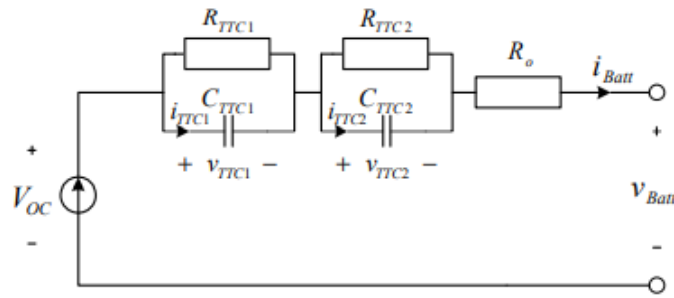 R_TTC1 R_TTC2 R_o i_Batt
i_TTC1 C_TTC1 i_TTC2 C_TTC2
+ v_TTC1 − + v_TTC2 −
+ +
V_OC v_Batt
- -